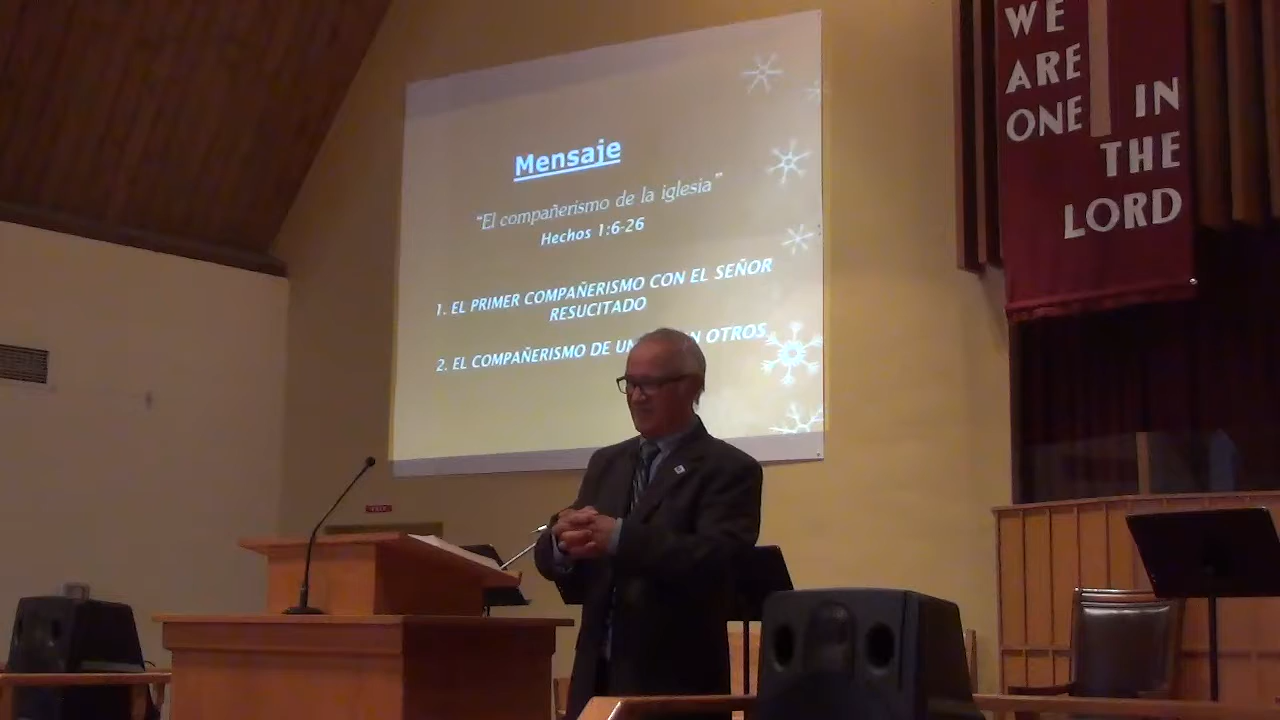 Mensaje
"El compañerismo de la iglesia"
Hechos 1:6-26
1. EL PRIMER COMPAÑERISMO CON EL SEÑOR
RESUCITADO
2. EL COMPAÑERISMO DE UN N OTROS
WE
ARE
ONE IN
THE
LORD